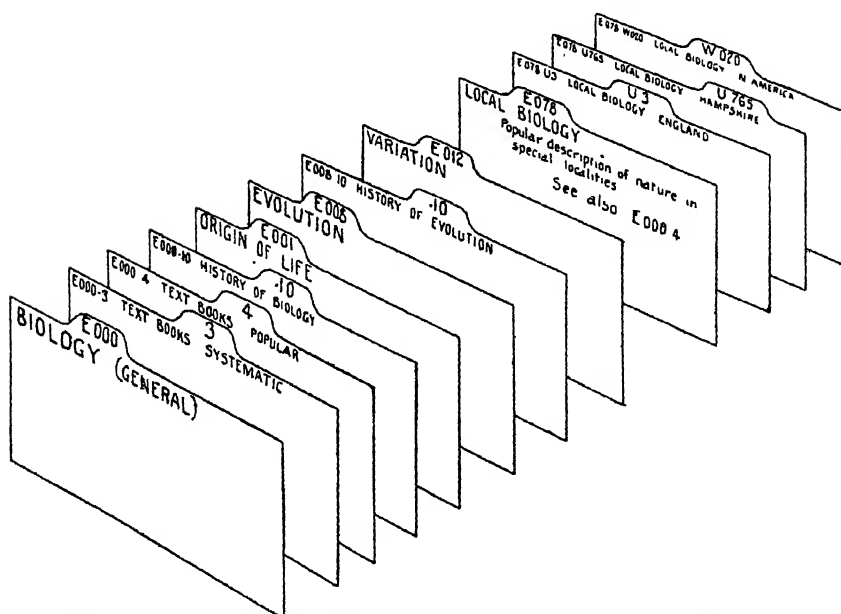 E000
BIOLOGY (GENERAL)
3
E000-3 TEXT BOOKS SYSTEMATIC
4
E000 4 TEXT BOOKS POPULAR
·10
E000-10 HISTORY OF BIOLOGY
E001
ORIGIN OF LIFE
E008
EVOLUTION
·10
E008 10 HISTORY OF EVOLUTION
E012
VARIATION
E078
LOCAL BIOLOGY
Popular description of nature in
special localities
See also E000 4
U3
E078 U3 LOCAL BIOLOGY ENGLAND
U765
E078 U765 LOCAL BIOLOGY HAMPSHIRE
W020
E078 W020 LOCAL BIOLOGY N AMERICA